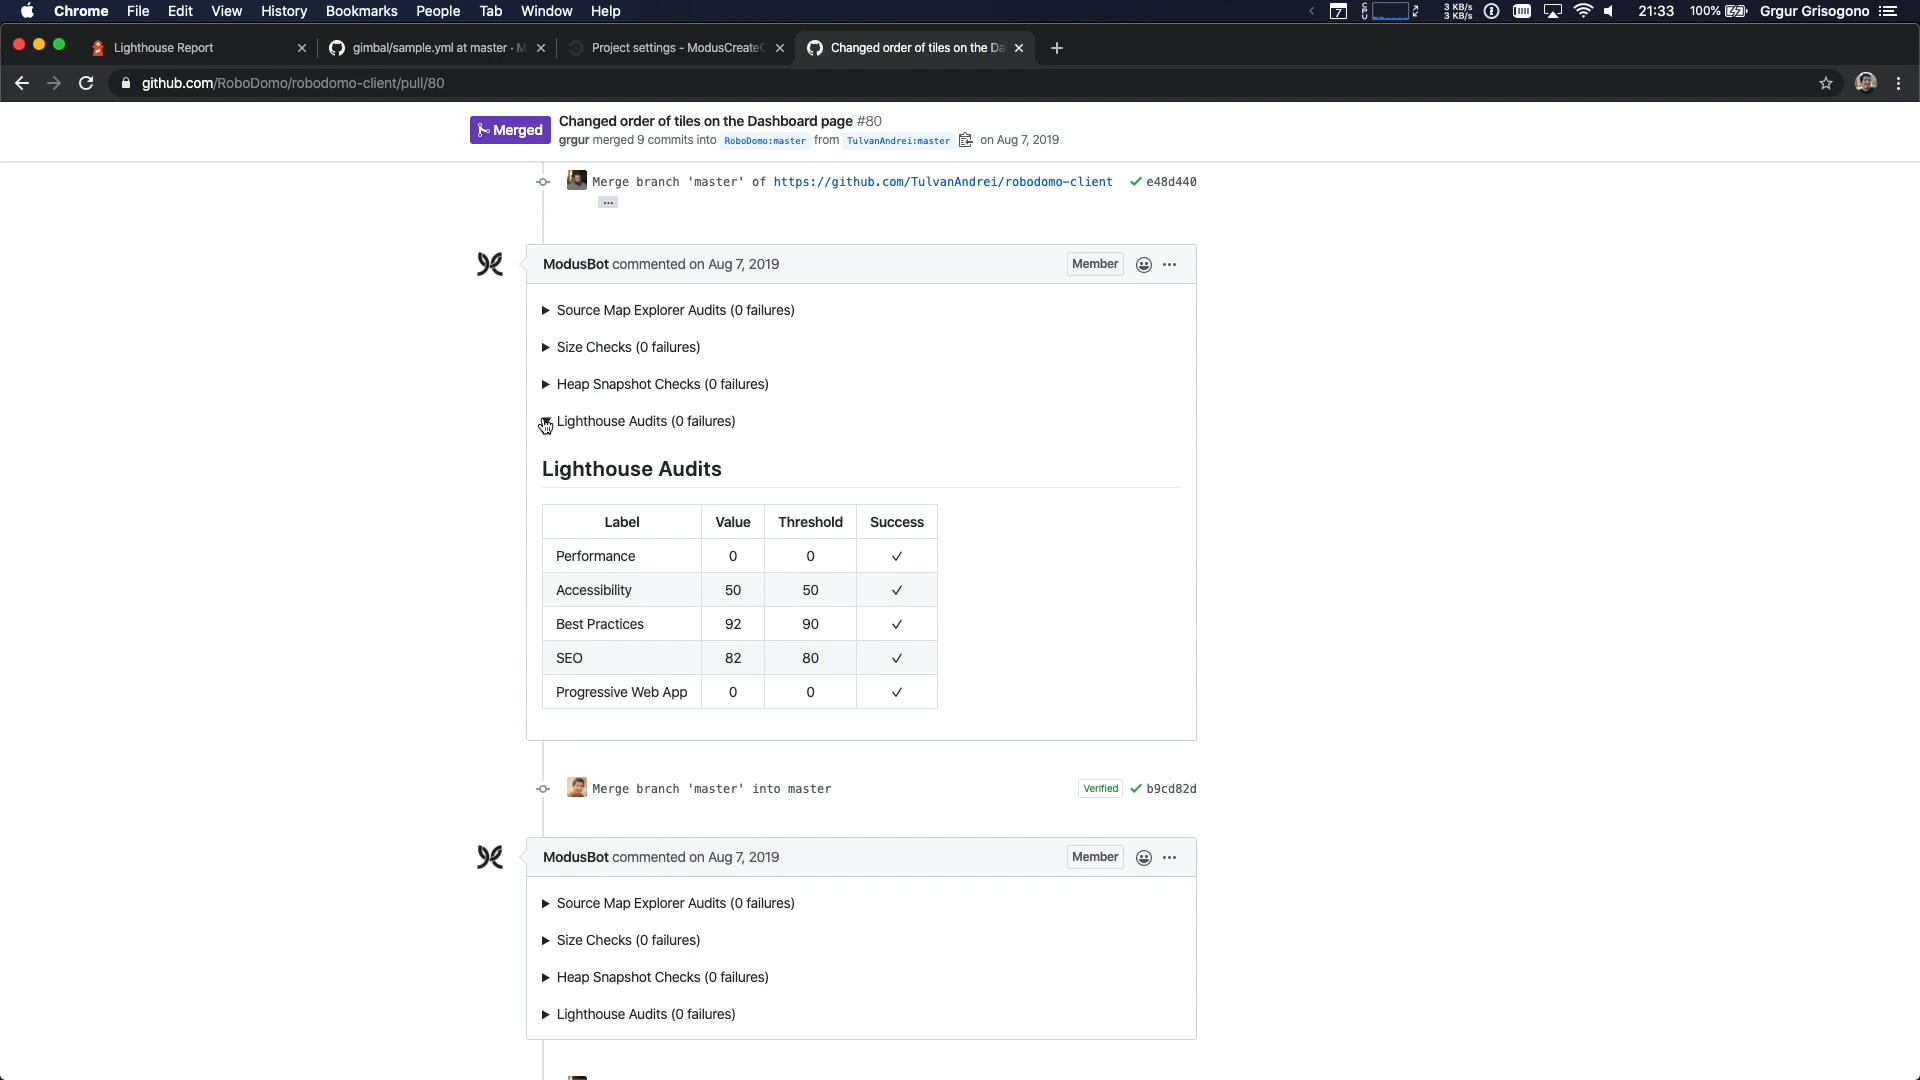 Chrome File Edit View History Bookmarks People Tab Window Help 7 3 KB/s 3 KB/s 21:33 100% Grgur Grisogono
Lighthouse Report gimbal/sample.yml at master · M Project settings - ModusCreateO Changed order of tiles on the Da
github.com/RoboDomo/robodomo-client/pull/80
Merged Changed order of tiles on the Dashboard page #80
grgur merged 9 commits into RoboDomo:master from TulvanAndrei:master on Aug 7, 2019
Merge branch 'master' of https://github.com/TulvanAndrei/robodomo-client e48d440
...
ModusBot commented on Aug 7, 2019 Member
Source Map Explorer Audits (0 failures)
Size Checks (0 failures)
Heap Snapshot Checks (0 failures)
Lighthouse Audits (0 failures)
Lighthouse Audits
Label Value Threshold Success
Performance 0 0 ✓
Accessibility 50 50 ✓
Best Practices 92 90 ✓
SEO 82 80 ✓
Progressive Web App 0 0 ✓
Merge branch 'master' into master Verified b9cd82d
ModusBot commented on Aug 7, 2019 Member
Source Map Explorer Audits (0 failures)
Size Checks (0 failures)
Heap Snapshot Checks (0 failures)
Lighthouse Audits (0 failures)